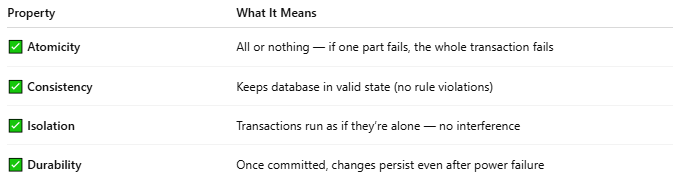 Property What It Means
✅ Atomicity All or nothing — if one part fails, the whole transaction fails
✅ Consistency Keeps database in valid state (no rule violations)
✅ Isolation Transactions run as if they’re alone — no interference
✅ Durability Once committed, changes persist even after power failure